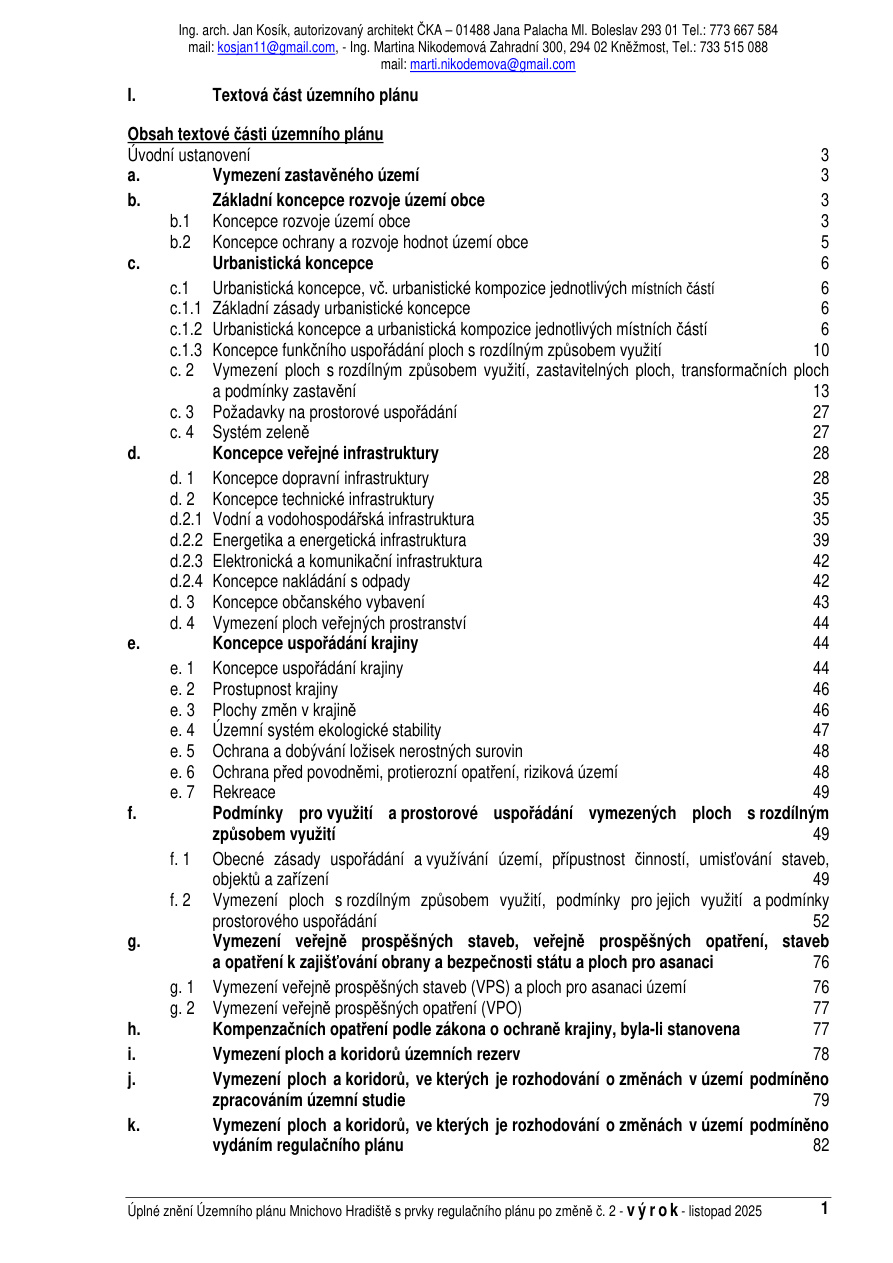 Ing. arch. Jan Kosík, autorizovaný architekt ČKA – 01488 Jana Palacha Ml. Boleslav 293 01 Tel.: 773 667 584
mail: kosjan11@gmail.com, - Ing. Martina Nikodemová Zahradní 300, 294 02 Kněžmost, Tel.: 733 515 088
mail: marti.nikodemova@gmail.com
I. Textová část územního plánu
Obsah textové části územního plánu
Úvodní ustanovení 3
a. Vymezení zastavěného území 3
b. Základní koncepce rozvoje území obce 3
b.1 Koncepce rozvoje území obce 3
b.2 Koncepce ochrany a rozvoje hodnot území obce 5
c. Urbanistická koncepce 6
c.1 Urbanistická koncepce, vč. urbanistické kompozice jednotlivých místních částí 6
c.1.1 Základní zásady urbanistické koncepce 6
c.1.2 Urbanistická koncepce a urbanistická kompozice jednotlivých místních částí 6
c.1.3 Koncepce funkčního uspořádání ploch s rozdílným způsobem využití 10
c. 2 Vymezení ploch s rozdílným způsobem využití, zastavitelných ploch, transformačních ploch
a podmínky zastavění 13
c. 3 Požadavky na prostorové uspořádání 27
c. 4 Systém zeleně 27
d. Koncepce veřejné infrastruktury 28
d. 1 Koncepce dopravní infrastruktury 28
d. 2 Koncepce technické infrastruktury 35
d.2.1 Vodní a vodohospodářská infrastruktura 35
d.2.2 Energetika a energetická infrastruktura 39
d.2.3 Elektronická a komunikační infrastruktura 42
d.2.4 Koncepce nakládání s odpady 42
d. 3 Koncepce občanského vybavení 43
d. 4 Vymezení ploch veřejných prostranství 44
e. Koncepce uspořádání krajiny 44
e. 1 Koncepce uspořádání krajiny 44
e. 2 Prostupnost krajiny 46
e. 3 Plochy změn v krajině 46
e. 4 Územní systém ekologické stability 47
e. 5 Ochrana a dobývání ložisek nerostných surovin 48
e. 6 Ochrana před povodněmi, protierozní opatření, riziková území 48
e. 7 Rekreace 49
f. Podmínky pro využití a prostorové uspořádání vymezených ploch s rozdílným
způsobem využití 49
f. 1 Obecné zásady uspořádání a využívání území, přípustnost činností, umisťování staveb,
objektů a zařízení 49
f. 2 Vymezení ploch s rozdílným způsobem využití, podmínky pro jejich využití a podmínky
prostorového uspořádání 52
g. Vymezení veřejně prospěšných staveb, veřejně prospěšných opatření, staveb
a opatření k zajišťování obrany a bezpečnosti státu a ploch pro asanaci 76
g. 1 Vymezení veřejně prospěšných staveb (VPS) a ploch pro asanaci území 76
g. 2 Vymezení veřejně prospěšných opatření (VPO) 77
h. Kompenzačních opatření podle zákona o ochraně krajiny, byla-li stanovena 77
i. Vymezení ploch a koridorů územních rezerv 78
j. Vymezení ploch a koridorů, ve kterých je rozhodování o změnách v území podmíněno
zpracováním územní studie 79
k. Vymezení ploch a koridorů, ve kterých je rozhodování o změnách v území podmíněno
vydáním regulačního plánu 82
Úplné znění Územního plánu Mnichovo Hradiště s prvky regulačního plánu po změně č. 2 - v ý r o k - listopad 2025 1